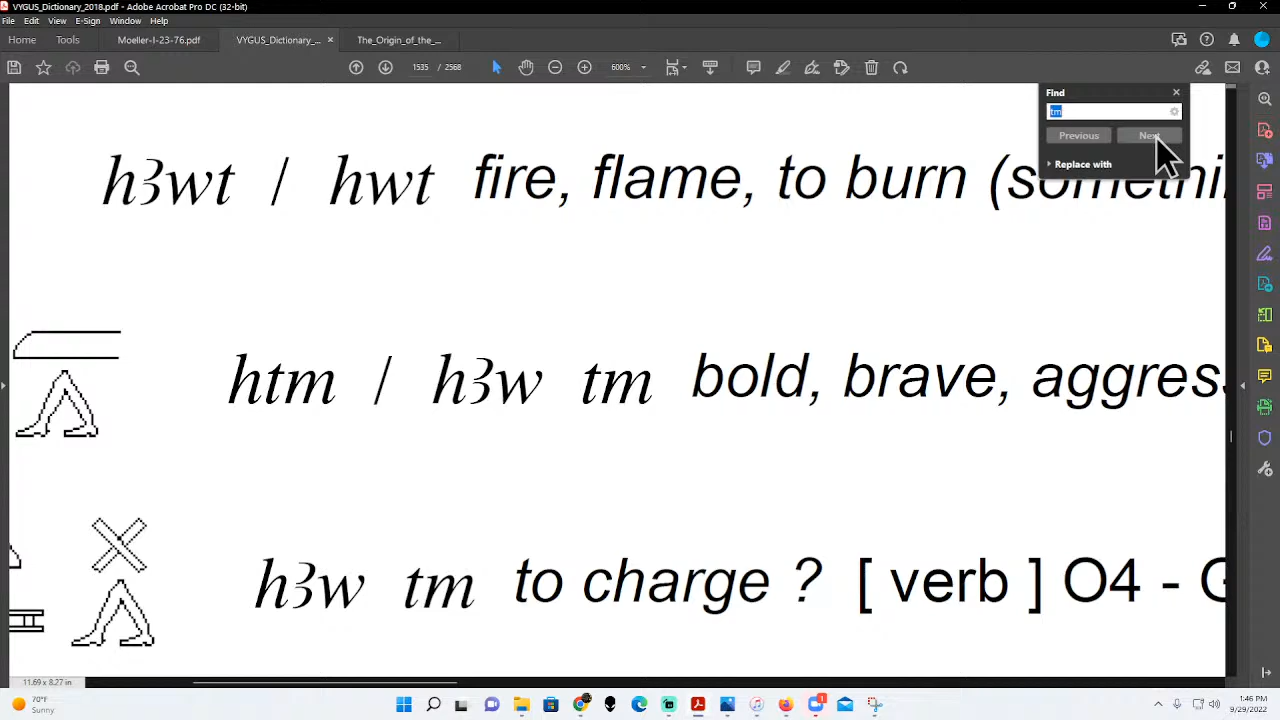 VYGUS_Dictionary_2018.pdf - Adobe Acrobat Pro DC (32-bit)
File Edit View E-Sign Window Help
Home Tools Moeller-I-23-76.pdf VYGUS_Dictionary_... × The_Origin_of_the_...
1535 / 2568 600%
Find
tm
Previous Next
Replace with
h3wt / hwt fire, flame, to burn (somethi
htm / h3w tm bold, brave, aggres
h3w tm to charge ? [ verb ] O4 -
11.69 x 8.27 in
70°F
Sunny
1:46 PM
9/29/2022